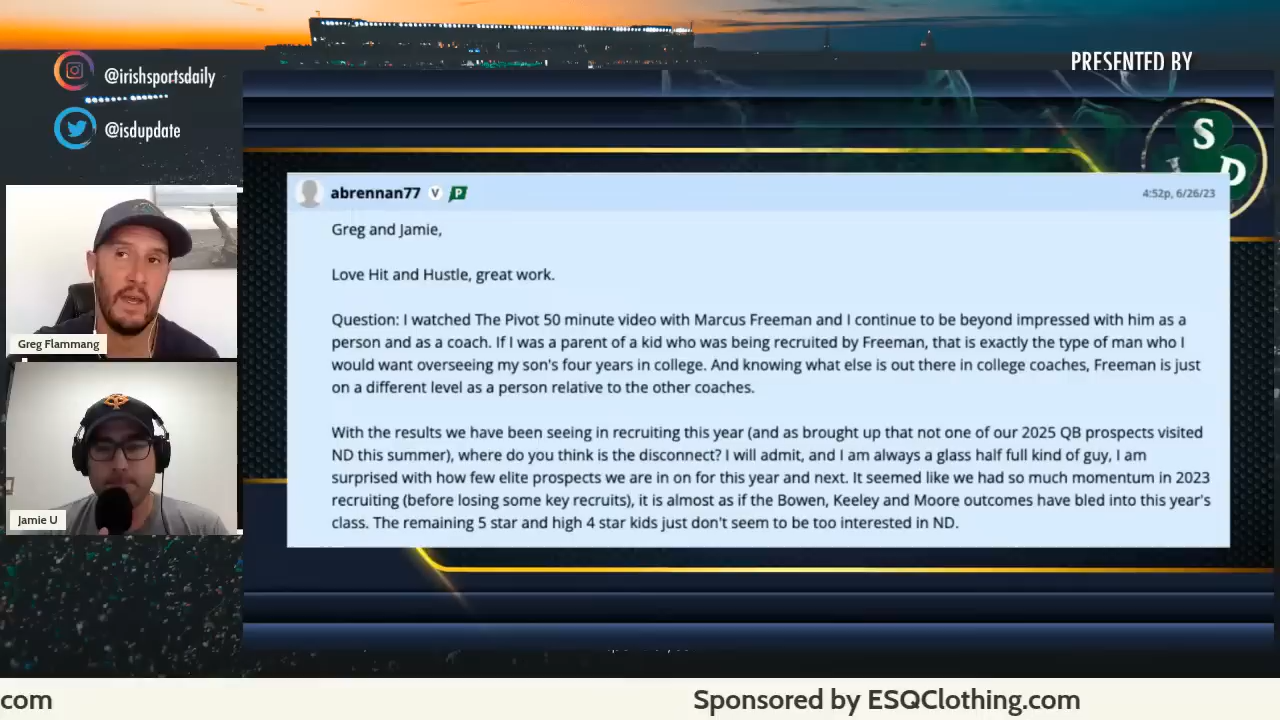 @irishsportsdaily
@isdupdate
PRESENTED BY
S
D
abrennan77 V P
4:52p, 6/26/23
Greg and Jamie,
Love Hit and Hustle, great work.
Question: I watched The Pivot 50 minute video with Marcus Freeman and I continue to be beyond impressed with him as a
person and as a coach. If I was a parent of a kid who was being recruited by Freeman, that is exactly the type of man who I
would want overseeing my son's four years in college. And knowing what else is out there in college coaches, Freeman is just
on a different level as a person relative to the other coaches.
With the results we have been seeing in recruiting this year (and as brought up that not one of our 2025 QB prospects visited
ND this summer), where do you think is the disconnect? I will admit, and I am always a glass half full kind of guy, I am
surprised with how few elite prospects we are in on for this year and next. It seemed like we had so much momentum in 2023
recruiting (before losing some key recruits), it is almost as if the Bowen, Keeley and Moore outcomes have bled into this year's
class. The remaining 5 star and high 4 star kids just don't seem to be too interested in ND.
Greg Flammang
Jamie U
com
Sponsored by ESQClothing.com